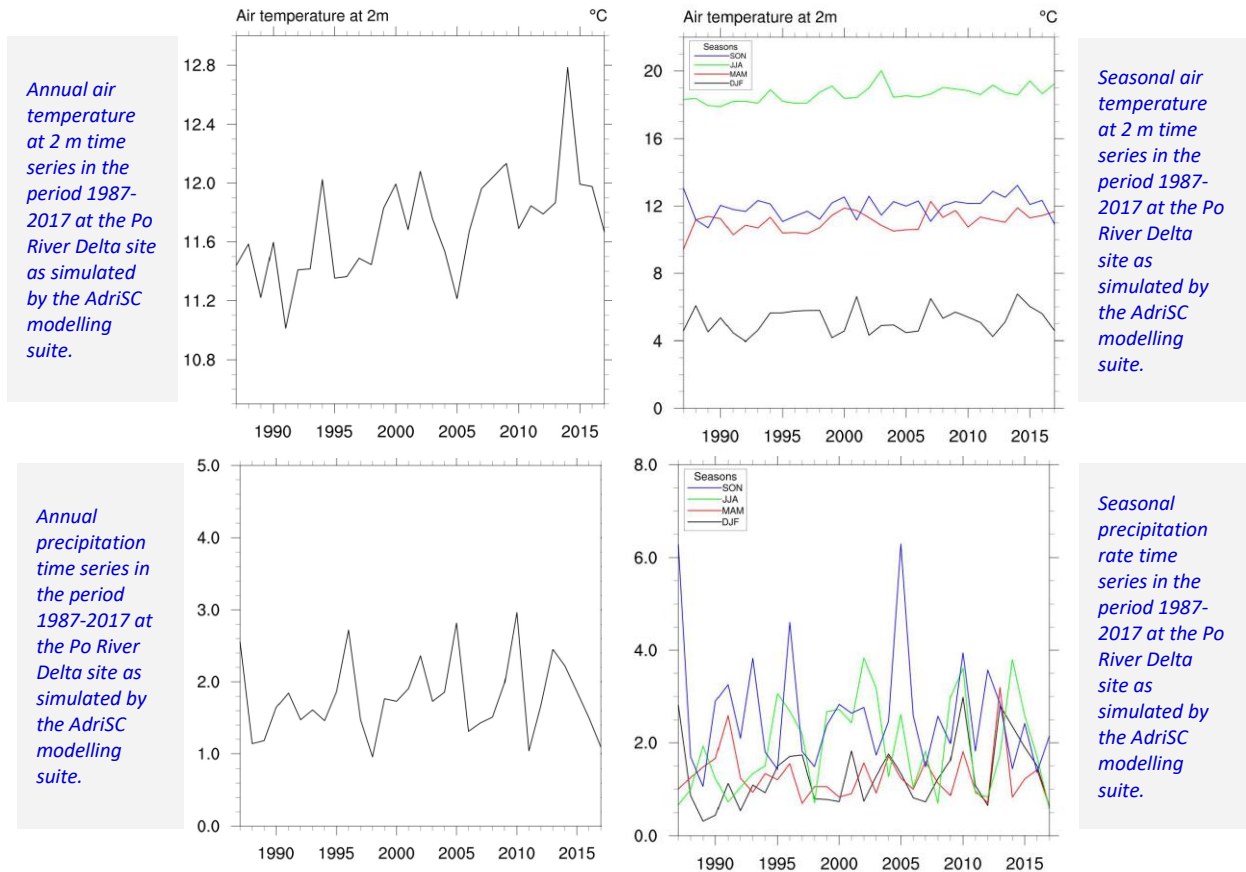 Annual air
temperature
at 2 m time
series in the
period 1987-
2017 at the Po
River Delta site
as simulated
by the AdriSC
modelling
suite.
Air temperature at 2m °C
12.8
12.4
12.0
11.6
11.2
10.8
1990 1995 2000 2005 2010 2015
Air temperature at 2m °C
Seasons
SON
JJA
MAM
DJF
20
16
12
8
4
0
1990 1995 2000 2005 2010 2015
Seasonal air
temperature
at 2 m time
series in the
period 1987-
2017 at the Po
River Delta
site as
simulated by
the AdriSC
modelling
suite.
Annual
precipitation
time series in
the period
1987-2017 at
the Po River
Delta site as
simulated by
the AdriSC
modelling
suite.
5.0
4.0
3.0
2.0
1.0
0.0
1990 1995 2000 2005 2010 2015
Seasons
SON
JJA
MAM
DJF
8.0
6.0
4.0
2.0
0.0
1990 1995 2000 2005 2010 2015
Seasonal
precipitation
rate time
series in the
period 1987-
2017 at the Po
River Delta
site as
simulated by
the AdriSC
modelling
suite.